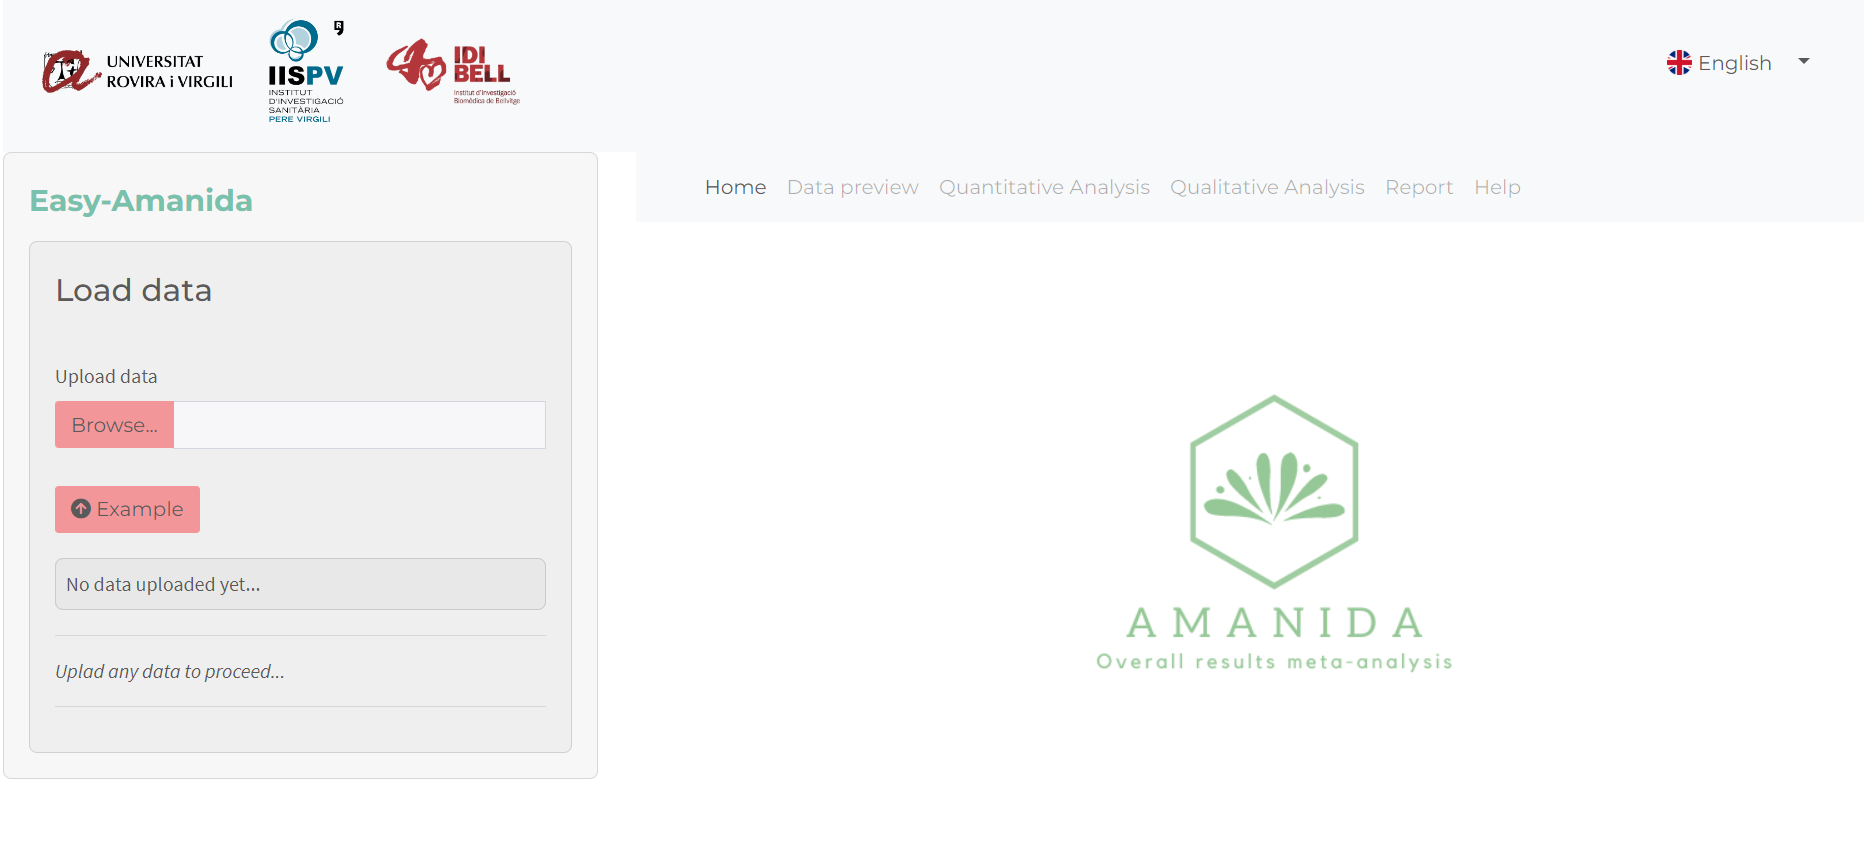 UNIVERSITAT
ROVIRA I VIRGILI
IISPV
INSTITUT
D'INVESTIGACIÓ
SANITÀRIA
PERE VIRGILI
IDI
BELL
Institut d'Investigació
Biomèdica de Bellvitge
English
Easy-Amanida
Home Data preview Quantitative Analysis Qualitative Analysis Report Help
Load data
Upload data
Browse...
Example
No data uploaded yet...
Uplad any data to proceed...
AMANIDA
Overall results meta-analysis